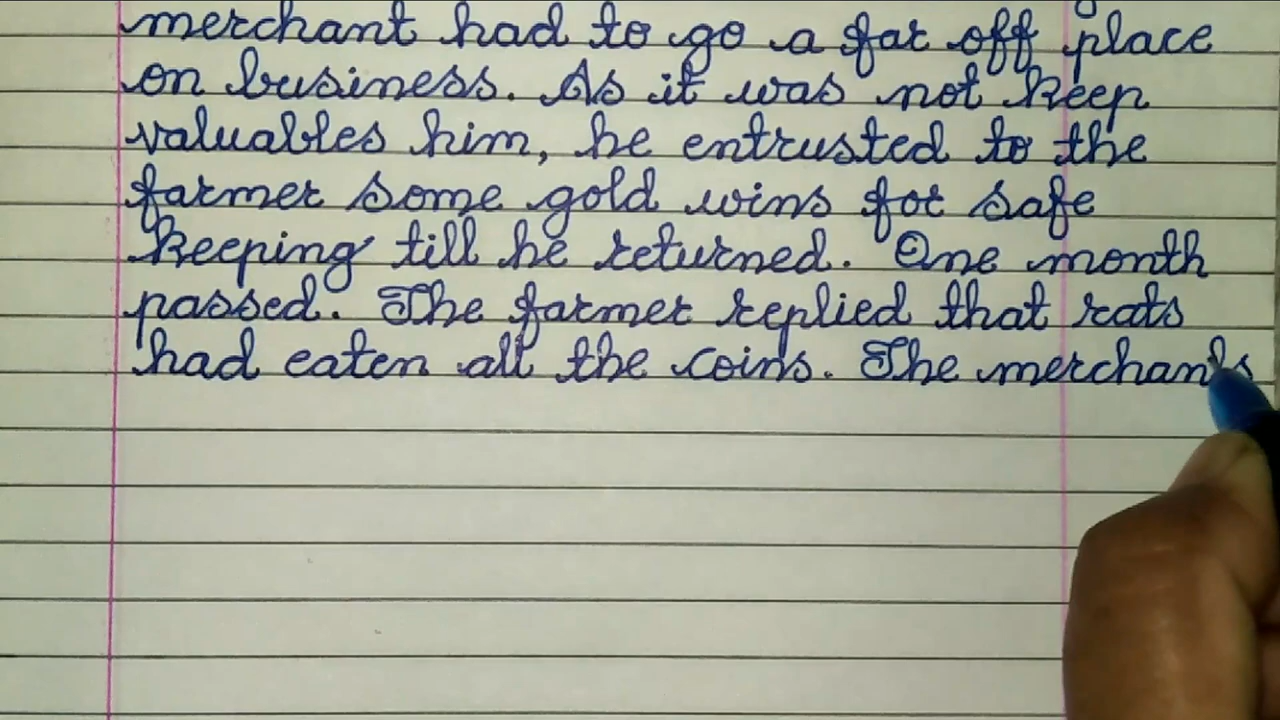 merchant had to go a far off place
on business. As it was not keep
valuables him, he entrusted to the
farmer some gold wins for safe
keeping till he returned. One month
passed. The farmer replied that rats
had eaten all the coins. The merchants